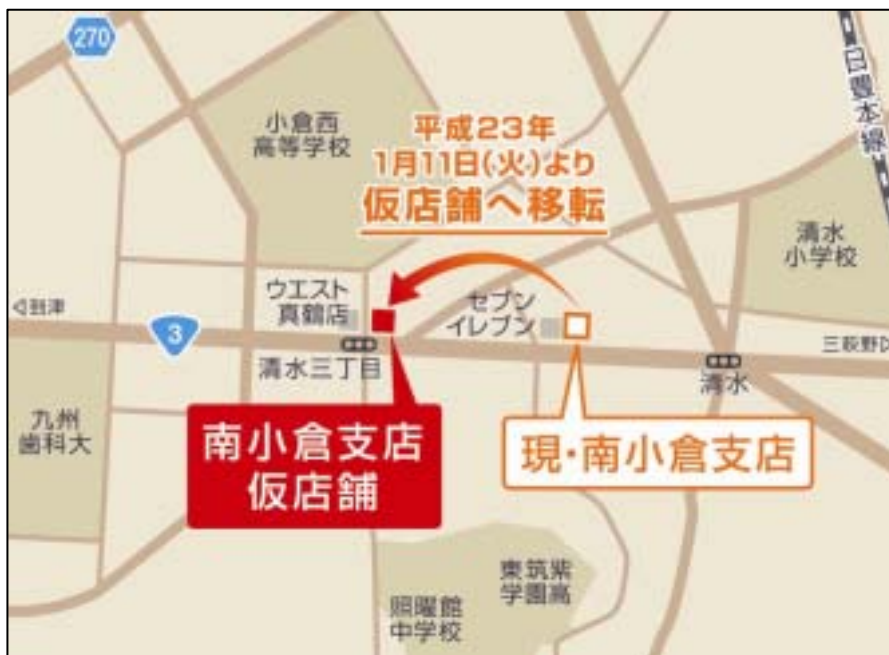 270
日豊本線
小倉西
高等学校
平成23年
1月11日(火)より
仮店舗へ移転
清水
小学校
ウエスト
真鶴店
セブン
イレブン
◁到津
3
清水三丁目
三萩野▷
清水
九州
歯科大
南小倉支店
仮店舗
現・南小倉支店
東筑紫
学園高
照曜館
中学校